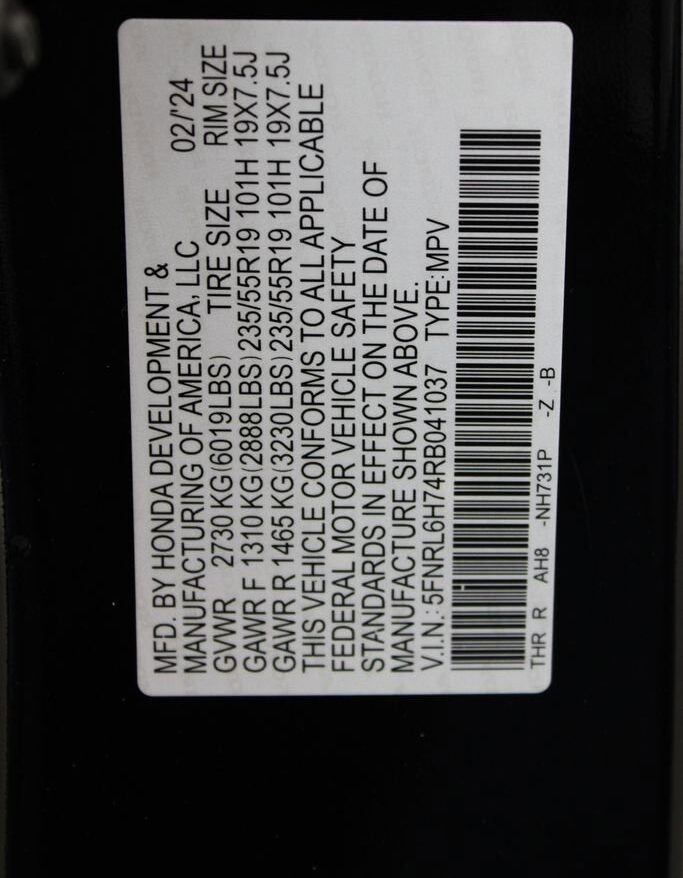 MFD. BY HONDA DEVELOPMENT &
MANUFACTURING OF AMERICA, LLC 02/'24
GVWR 2730 KG(6019LBS) TIRE SIZE RIM SIZE
GAWR F 1310 KG(2888LBS) 235/55R19 101H 19X7.5J
GAWR R 1465 KG(3230LBS) 235/55R19 101H 19X7.5J
THIS VEHICLE CONFORMS TO ALL APPLICABLE
FEDERAL MOTOR VEHICLE SAFETY
STANDARDS IN EFFECT ON THE DATE OF
MANUFACTURE SHOWN ABOVE.
V.I.N.: 5FNRL6H74RB041037 TYPE:MPV
THR R AH8 -NH731P -Z -B